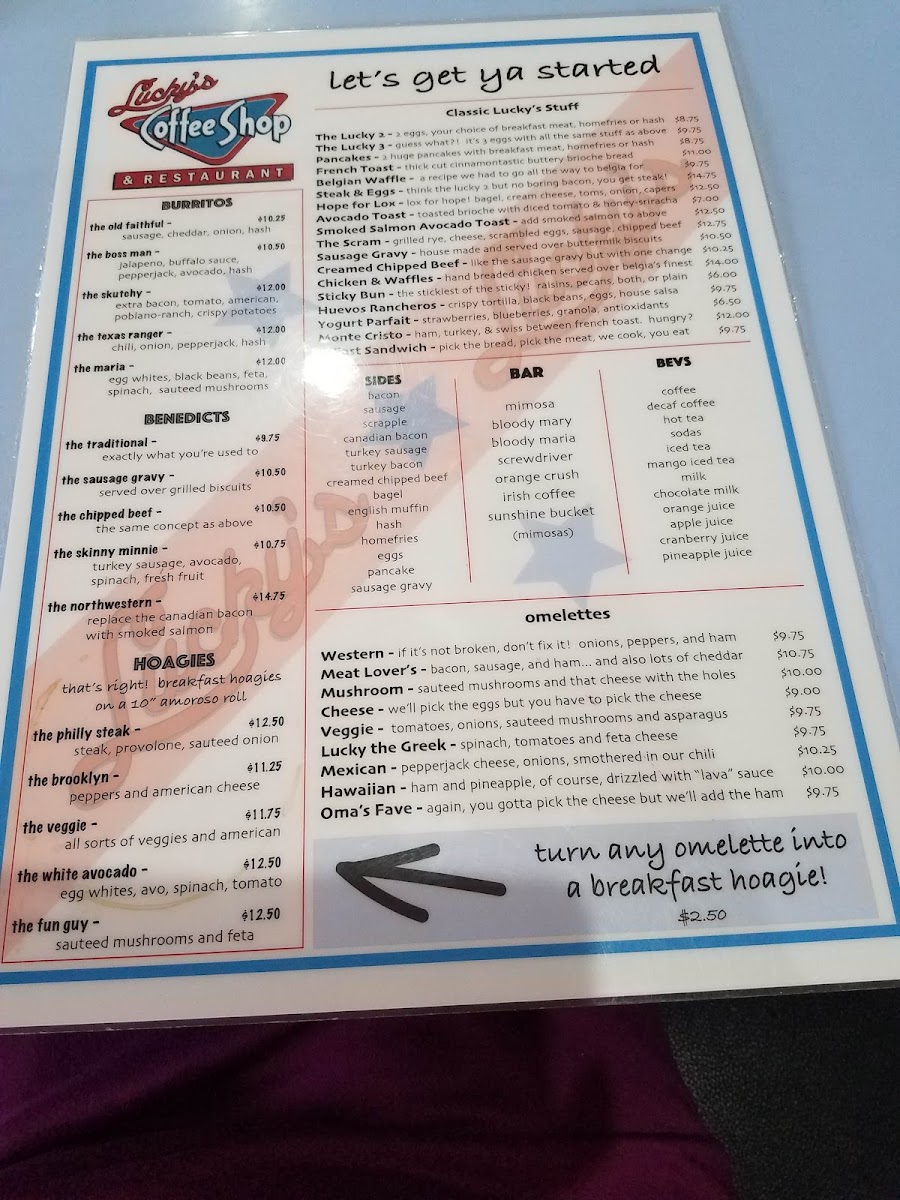 Lucky's
Coffee Shop
& RESTAURANT
BURRITOS
the old faithful - $10.25
sausage, cheddar, onion, hash
the boss man - $10.50
jalapeno, buffalo sauce,
pepperjack, avocado, hash
the skutchy - $12.00
extra bacon, tomato, american,
poblano-ranch, crispy potatoes
the texas ranger - $12.00
chili, onion, pepperjack, hash
the maria - $12.00
egg whites, black beans, feta,
spinach, sauteed mushrooms
BENEDICTS
the traditional - $9.75
exactly what you're used to
the sausage gravy - $10.50
served over grilled biscuits
the chipped beef - $10.50
the same concept as above
the skinny minnie - $10.75
turkey sausage, avocado,
spinach, fresh fruit
the northwestern - $14.75
replace the canadian bacon
with smoked salmon
HOAGIES
that's right! breakfast hoagies
on a 10" amoroso roll
the philly steak - $12.50
steak, provolone, sauteed onion
the brooklyn - $11.25
peppers and american cheese
the veggie - $11.75
all sorts of veggies and american
the white avocado - $12.50
egg whites, avo, spinach, tomato
the fun guy - $12.50
sauteed mushrooms and feta
let's get ya started
Classic Lucky's Stuff
The Lucky 2 - 2 eggs, your choice of breakfast meat, homefries or hash $8.75
The Lucky 3 - guess what?! it's 3 eggs with all the same stuff as above $9.75
Pancakes - 2 huge pancakes with breakfast meat, homefries or hash $8.75
French Toast - thick cut cinnamontastic buttery brioche bread $11.00
Belgian Waffle - a recipe we had to go all the way to belgia for $9.75
Steak & Eggs - think the lucky 2 but no boring bacon, you get steak! $14.75
Hope for Lox - lox for hope! bagel, cream cheese, toms, onion, capers $12.50
Avocado Toast - toasted brioche with diced tomato & honey-sriracha $7.00
Smoked Salmon Avocado Toast - add smoked salmon to above $12.50
The Scram - grilled rye, cheese, scrambled eggs, sausage, chipped beef $12.75
Sausage Gravy - house made and served over buttermilk biscuits $10.50
Creamed Chipped Beef - like the sausage gravy but with one change $10.25
Chicken & Waffles - hand breaded chicken served over belgia's finest $14.00
Sticky Bun - the stickiest of the sticky! raisins, pecans, both, or plain $6.00
Huevos Rancheros - crispy tortilla, black beans, eggs, house salsa $9.75
Yogurt Parfait - strawberries, blueberries, granola, antioxidants $6.50
Monte Cristo - ham, turkey, & swiss between french toast. hungry? $12.00
Sandwich - pick the bread, pick the meat, we cook, you eat $9.75
SIDES
bacon
sausage
scrapple
canadian bacon
turkey sausage
turkey bacon
creamed chipped beef
bagel
english muffin
hash
homefries
eggs
pancake
sausage gravy
BAR
mimosa
bloody mary
bloody maria
screwdriver
orange crush
irish coffee
sunshine bucket
(mimosas)
BEVS
coffee
decaf coffee
hot tea
sodas
iced tea
mango iced tea
milk
chocolate milk
orange juice
apple juice
cranberry juice
pineapple juice
omelettes
Western - if it's not broken, don't fix it! onions, peppers, and ham $9.75
Meat Lover's - bacon, sausage, and ham... and also lots of cheddar $10.75
Mushroom - sauteed mushrooms and that cheese with the holes $10.00
Cheese - we'll pick the eggs but you have to pick the cheese $9.00
Veggie - tomatoes, onions, sauteed mushrooms and asparagus $9.75
Lucky the Greek - spinach, tomatoes and feta cheese $9.75
Mexican - pepperjack cheese, onions, smothered in our chili $10.25
Hawaiian - ham and pineapple, of course, drizzled with "lava" sauce $10.00
Oma's Fave - again, you gotta pick the cheese but we'll add the ham $9.75
turn any omelette into
a breakfast hoagie!
$2.50
Lucky's